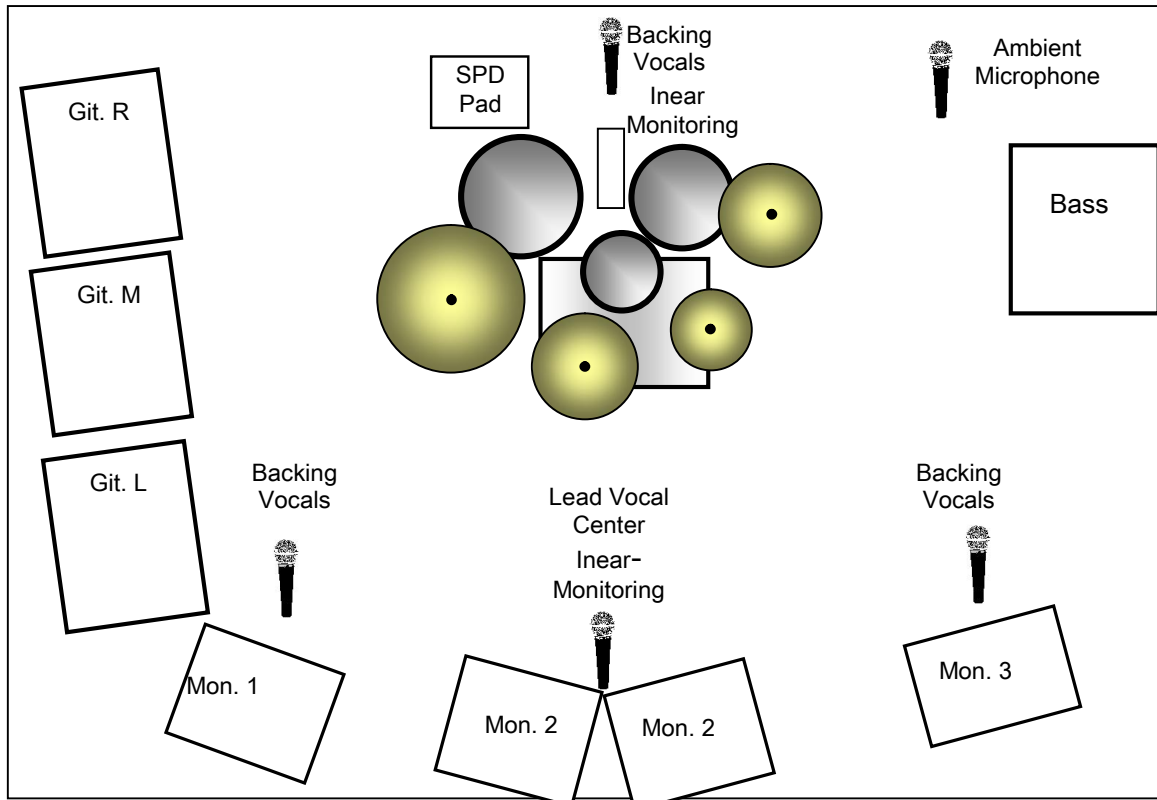 Backing
Vocals
Inear
Monitoring
Ambient
Microphone
SPD
Pad
Git. R
Bass
Git. M
Git. L
Backing
Vocals
Lead Vocal
Center
Inear-
Monitoring
Backing
Vocals
Mon. 1
Mon. 2
Mon. 2
Mon. 3